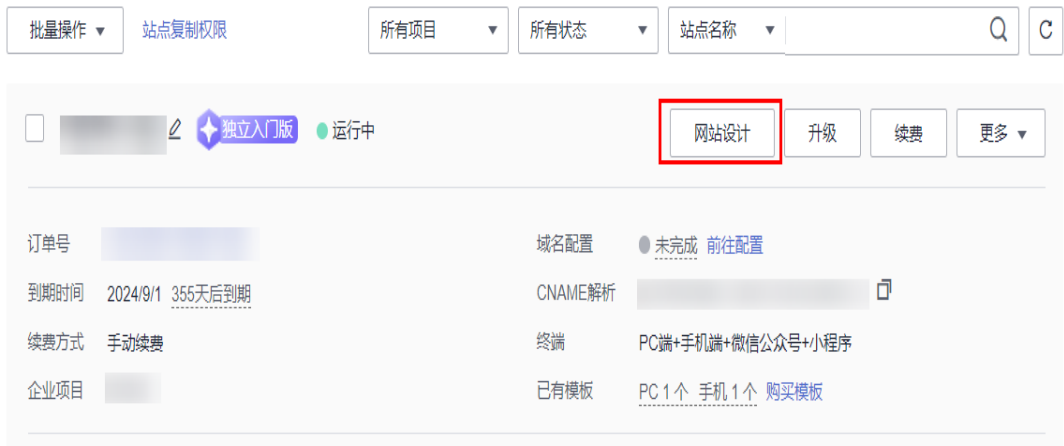 批量操作 站点复制权限 所有项目 所有状态 站点名称
独立入门版 运行中 网站设计 升级 续费 更多
订单号 域名配置 未完成 前往配置
到期时间 2024/9/1 355天后到期 CNAME解析
续费方式 手动续费 终端 PC端+手机端+微信公众号+小程序
企业项目 已有模板 PC 1 个 手机 1 个 购买模板